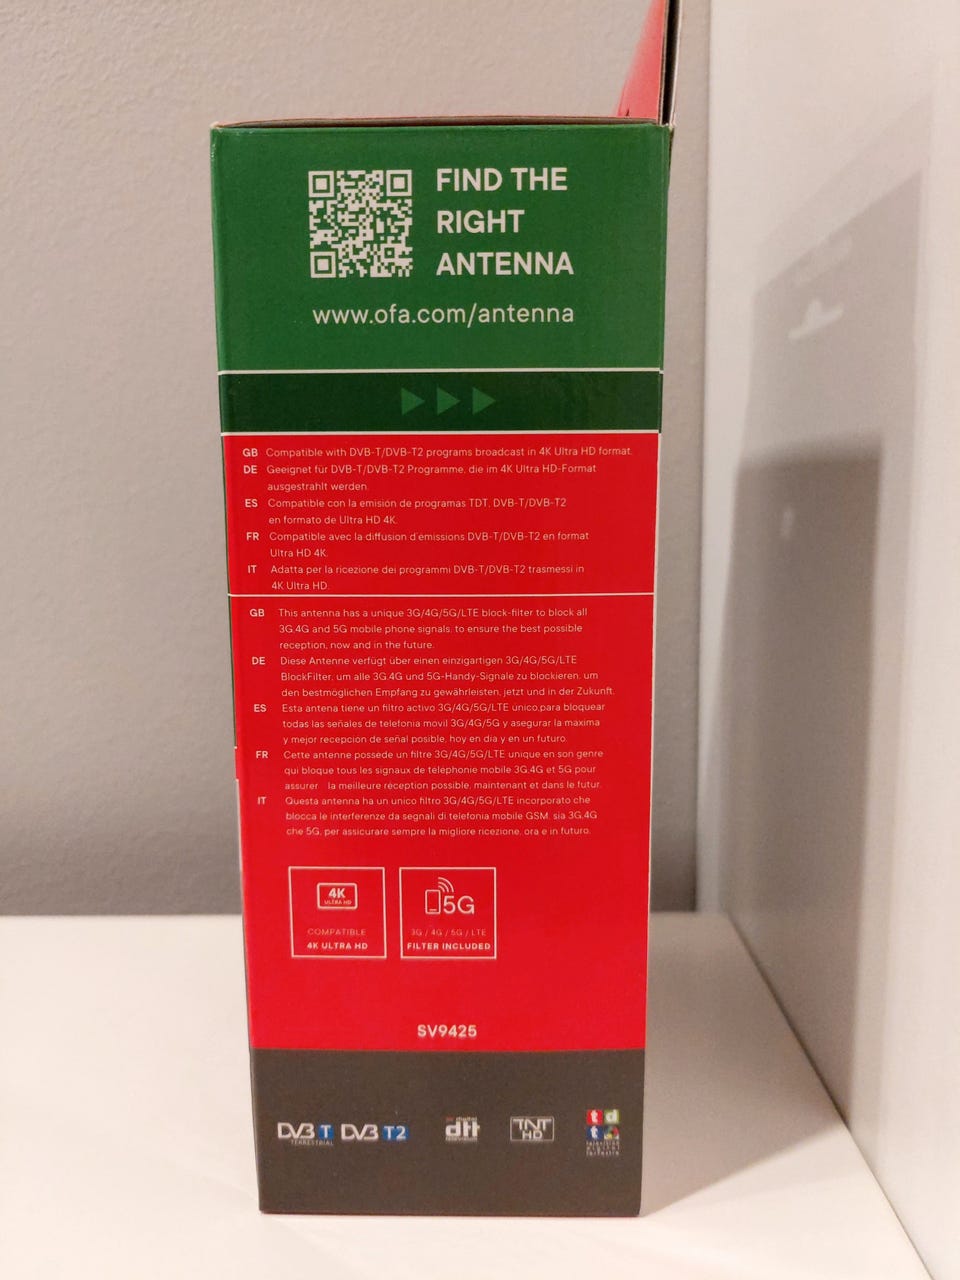 FIND THE
RIGHT
ANTENNA
www.ofa.com/antenna
GB Compatible with DVB-T/DVB-T2 programs broadcast in 4K Ultra HD format.
DE Geeignet für DVB-T/DVB-T2 Programme, die im 4K Ultra HD-Format
ausgestrahlt werden.
ES Compatible con la emisión de programas TDT, DVB-T/DVB-T2
en formato de Ultra HD 4K.
FR Compatible avec la diffusion d'émissions DVB-T/DVB-T2 en format
Ultra HD 4K.
IT Adatta per la ricezione dei programmi DVB-T/DVB-T2 trasmessi in
4K Ultra HD.
GB This antenna has a unique 3G/4G/5G/LTE block-filter to block all
3G,4G and 5G mobile phone signals, to ensure the best possible
reception, now and in the future.
DE Diese Antenne verfügt über einen einzigartigen 3G/4G/5G/LTE
BlockFilter, um alle 3G,4G und 5G-Handy-Signale zu blockieren, um
den bestmöglichen Empfang zu gewährleisten, jetzt und in der Zukunft.
ES Esta antena tiene un filtro activo 3G/4G/5G/LTE único,para bloquear
todas las señales de telefonia movil 3G/4G/5G y asegurar la maxima
y mejor recepción de señal posible, hoy en día y en un futuro.
FR Cette antenne possède un filtre 3G/4G/5G/LTE unique en son genre
qui bloque tous les signaux de téléphonie mobile 3G,4G et 5G pour
assurer la meilleure réception possible, maintenant et dans le futur.
IT Questa antenna ha un unico filtro 3G/4G/5G/LTE incorporato che
blocca le interferenze da segnali di telefonia mobile GSM, sia 3G,4G
che 5G, per assicurare sempre la migliore ricezione, ora e in futuro.
4K
ULTRA HD
COMPATIBLE
4K ULTRA HD
5G
3G / 4G / 5G / LTE
FILTER INCLUDED
SV9425
DVB T
TERRESTRIAL
DVB T2
digital
dtt
television
TNT
HD
td
t
televisión
digital
terrestre